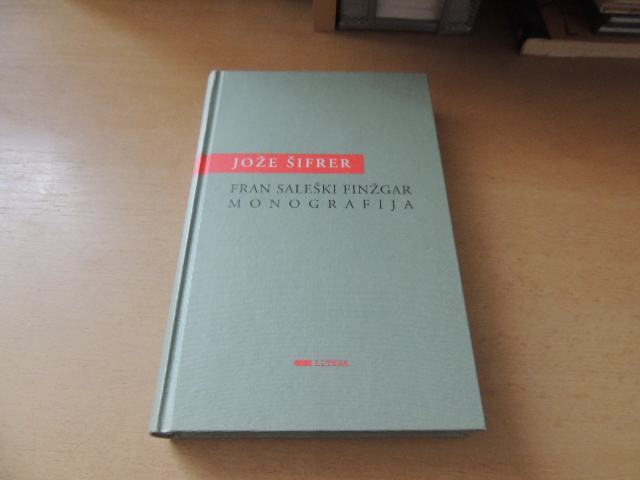 JOŽE ŠIFRER
FRAN SALEŠKI FINŽGAR
MONOGRAFIJA
LITERA